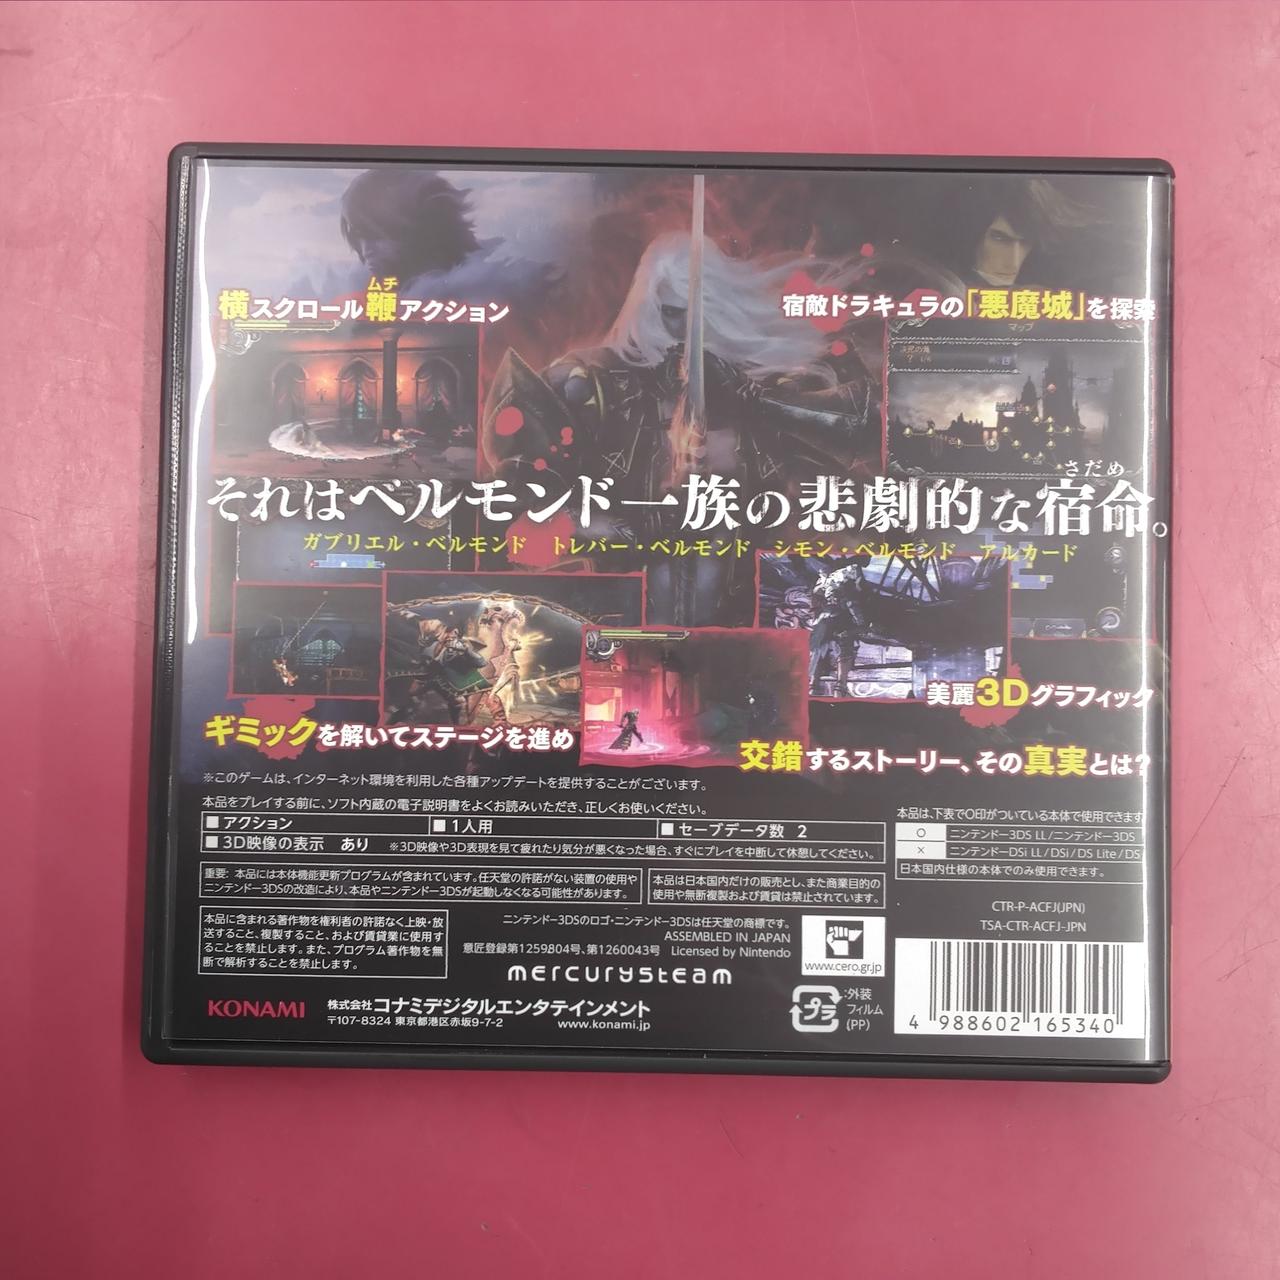 ムチ
横スクロール鞭アクション
宿敵ドラキュラの「悪魔城」を探索
マップ
さだめ
それはベルモンド一族の悲劇的な宿命。
ガブリエル・ベルモンド トレバー・ベルモンド シモン・ベルモンド アルカード
美麗3Dグラフィック
ギミックを解いてステージを進め
交錯するストーリー、その真実とは?
※このゲームは、インターネット環境を利用した各種アップデートを提供することがございます。
本品をプレイする前に、ソフト内蔵の電子説明書をよくお読みいただき、正しくお使いください。
■アクション ■1人用 ■セーブデータ数 2
■3D映像の表示 あり ※3D映像や3D表現を見て疲れたり気分が悪くなった場合、すぐにプレイを中断して休憩してください。
本品は、下表で○印がついている本体で使用できます
○ ニンテンドー3DS LL/ニンテンドー3DS
× ニンテンドーDSi LL/DSi/DS Lite/DS
日本国内仕様の本体でのみ使用できます。
重要: 本品には本体機能更新プログラムが含まれています。任天堂の許諾がない装置の使用や
ニンテンドー3DSの改造により、本品やニンテンドー3DSが起動しなくなる可能性があります。
本品は日本国内だけの販売とし、また商業目的の
使用や無断複製および賃貸は禁止されています。
本品に含まれる著作物を権利者の許諾なく上映・放
送すること、複製すること、および賃貸業に使用す
ることを禁止します。また、プログラム著作物を無
断で解析することを禁止します。
ニンテンドー3DSのロゴ・ニンテンドー3DSは任天堂の商標です。
ASSEMBLED IN JAPAN
意匠登録第1259804号、第1260043号 Licensed by Nintendo
mercurysteam
www.cero.gr.jp
CTR-P-ACFJ(JPN)
TSA-CTR-ACFJ-JPN
KONAMI
株式会社コナミデジタルエンタテインメント
〒107-8324 東京都港区赤坂9-7-2 www.konami.jp
プラ
:外装
フィルム
(PP)
4 988602 165340